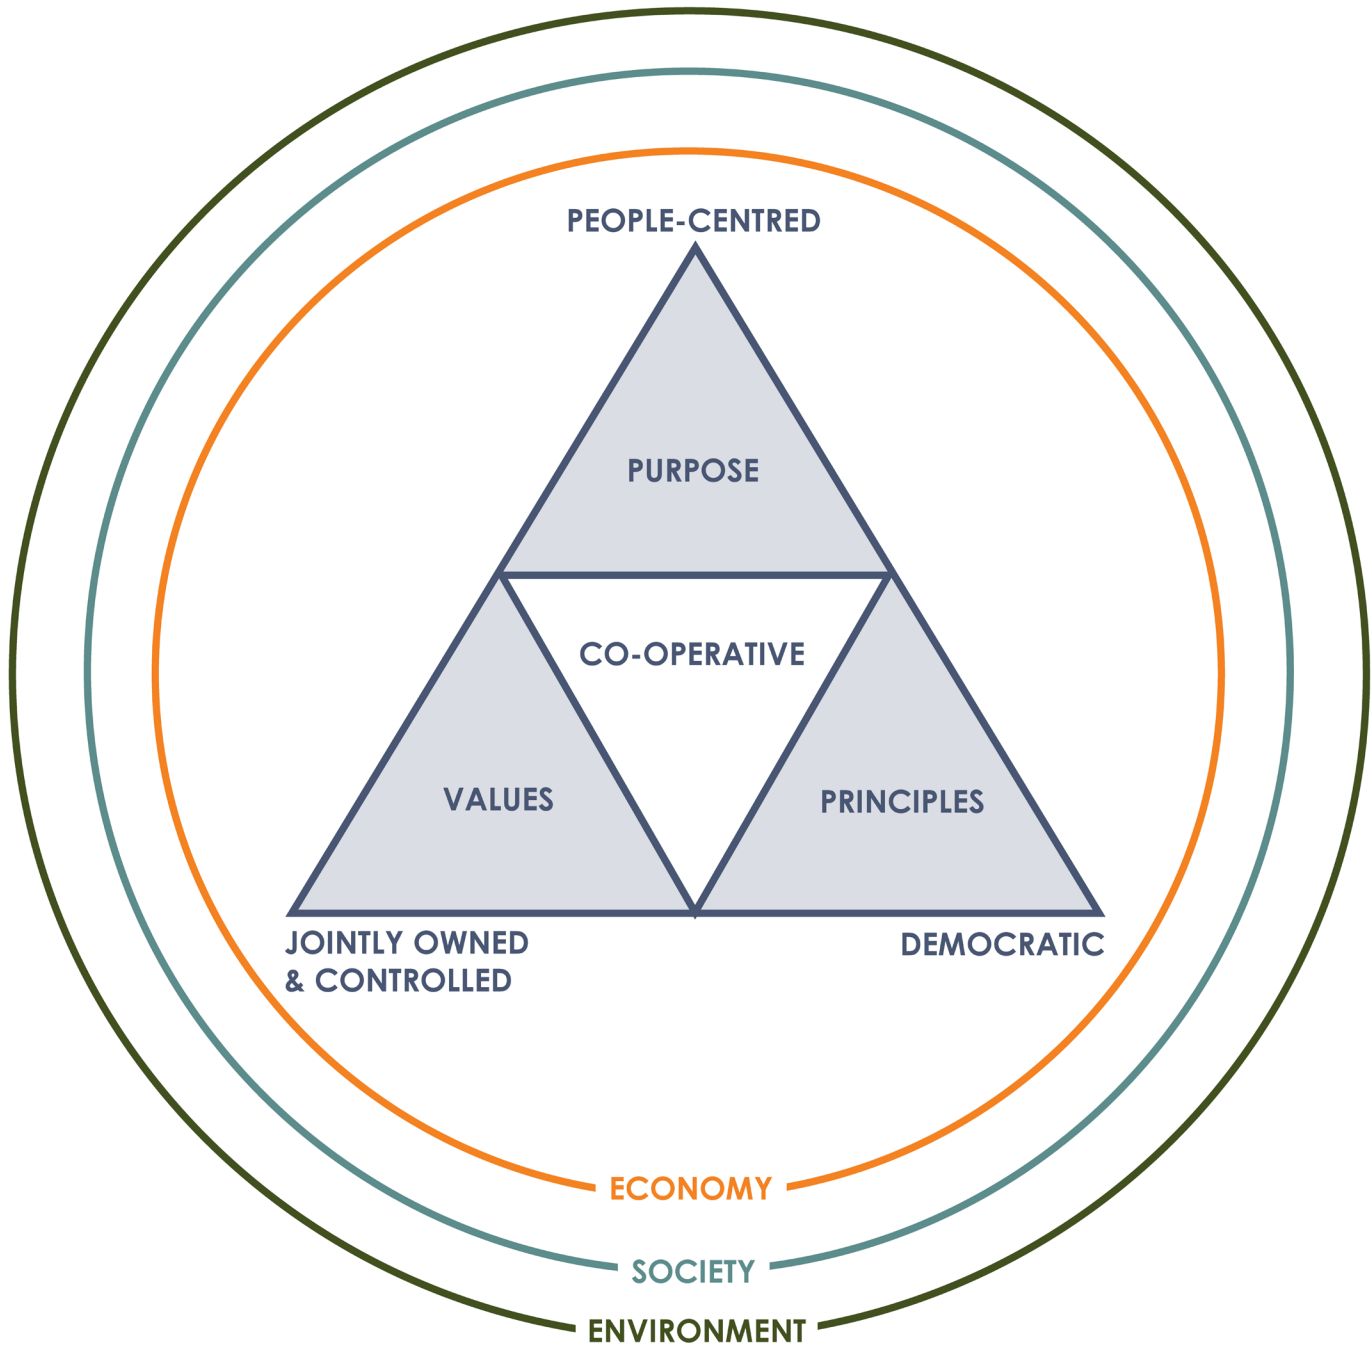 PEOPLE-CENTRED
PURPOSE
CO-OPERATIVE
VALUES
PRINCIPLES
JOINTLY OWNED
& CONTROLLED
DEMOCRATIC
ECONOMY
SOCIETY
ENVIRONMENT